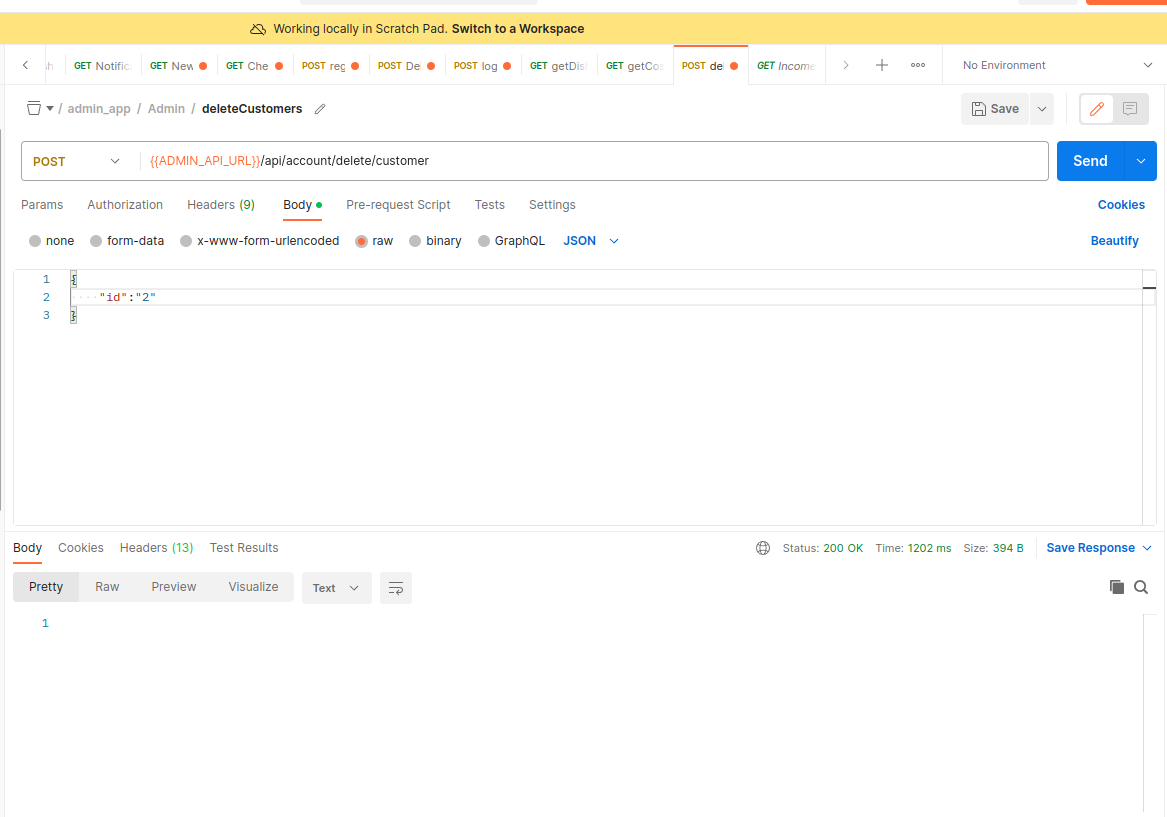 Working locally in Scratch Pad. Switch to a Workspace
GET Notific GET New GET Che POST reg POST De POST log GET getDis GET getCos POST del GET Income No Environment
/ admin_app / Admin / deleteCustomers Save
POST {{ADMIN_API_URL}}/api/account/delete/customer Send
Params Authorization Headers (9) Body Pre-request Script Tests Settings Cookies
none form-data x-www-form-urlencoded raw binary GraphQL JSON Beautify
1 {
2 "id":"2"
3 }
Body Cookies Headers (13) Test Results Status: 200 OK Time: 1202 ms Size: 394 B Save Response
Pretty Raw Preview Visualize Text
1